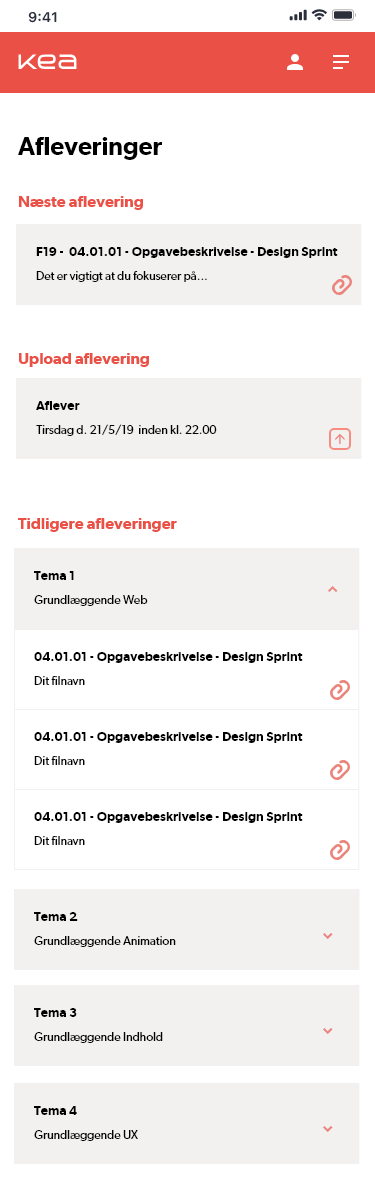 9:41
kea
Afleveringer
Næste aflevering
F19 - 04.01.01 - Opgavebeskrivelse - Design Sprint
Det er vigtigt at du fokuserer på...
Upload aflevering
Aflever
Tirsdag d. 21/5/19 inden kl. 22.00
Tidligere afleveringer
Tema 1
Grundlæggende Web
04.01.01 - Opgavebeskrivelse - Design Sprint
Dit filnavn
04.01.01 - Opgavebeskrivelse - Design Sprint
Dit filnavn
04.01.01 - Opgavebeskrivelse - Design Sprint
Dit filnavn
Tema 2
Grundlæggende Animation
Tema 3
Grundlæggende Indhold
Tema 4
Grundlæggende UX